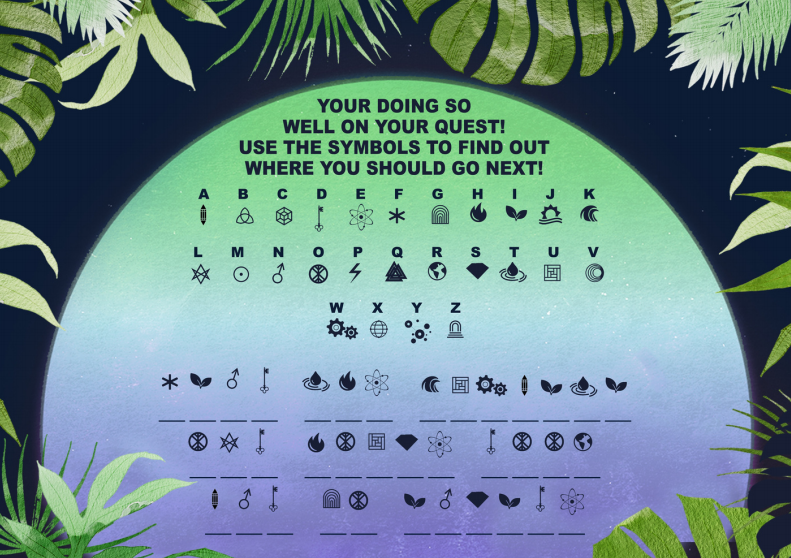 YOUR DOING SO
WELL ON YOUR QUEST!
USE THE SYMBOLS TO FIND OUT
WHERE YOU SHOULD GO NEXT!
A B C D E F G H I J K
L M N O P Q R S T U V
W X Y Z